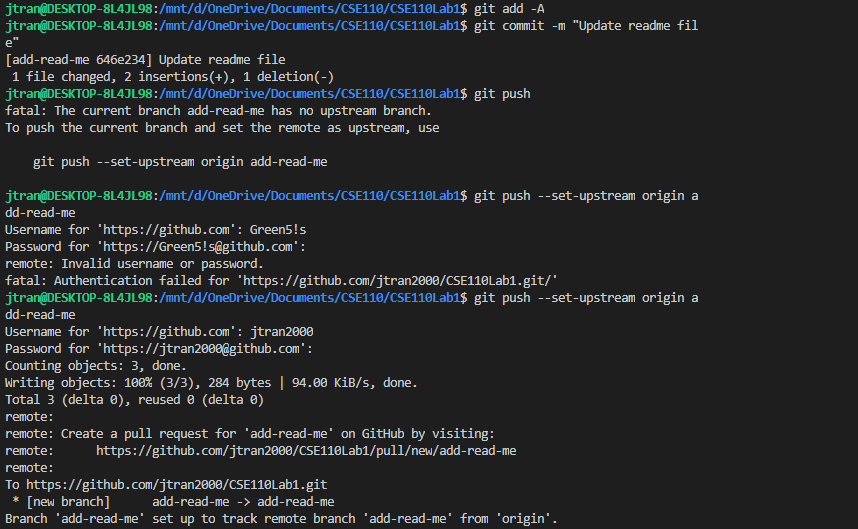 jtran@DESKTOP-8L4JL98:/mnt/d/OneDrive/Documents/CSE110/CSE110Lab1$ git add -A
jtran@DESKTOP-8L4JL98:/mnt/d/OneDrive/Documents/CSE110/CSE110Lab1$ git commit -m "Update readme fil
e"
[add-read-me 646e234] Update readme file
 1 file changed, 2 insertions(+), 1 deletion(-)
jtran@DESKTOP-8L4JL98:/mnt/d/OneDrive/Documents/CSE110/CSE110Lab1$ git push
fatal: The current branch add-read-me has no upstream branch.
To push the current branch and set the remote as upstream, use

    git push --set-upstream origin add-read-me

jtran@DESKTOP-8L4JL98:/mnt/d/OneDrive/Documents/CSE110/CSE110Lab1$ git push --set-upstream origin a
dd-read-me
Username for 'https://github.com': Green5!s
Password for 'https://Green5!s@github.com':
remote: Invalid username or password.
fatal: Authentication failed for 'https://github.com/jtran2000/CSE110Lab1.git/'
jtran@DESKTOP-8L4JL98:/mnt/d/OneDrive/Documents/CSE110/CSE110Lab1$ git push --set-upstream origin a
dd-read-me
Username for 'https://github.com': jtran2000
Password for 'https://jtran2000@github.com':
Counting objects: 3, done.
Writing objects: 100% (3/3), 284 bytes | 94.00 KiB/s, done.
Total 3 (delta 0), reused 0 (delta 0)
remote:
remote: Create a pull request for 'add-read-me' on GitHub by visiting:
remote:      https://github.com/jtran2000/CSE110Lab1/pull/new/add-read-me
remote:
To https://github.com/jtran2000/CSE110Lab1.git
 * [new branch]      add-read-me -> add-read-me
Branch 'add-read-me' set up to track remote branch 'add-read-me' from 'origin'.